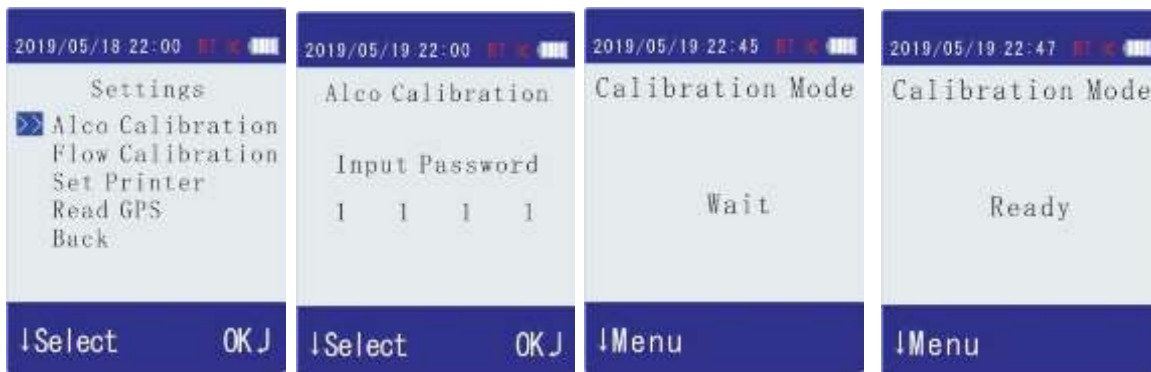 2019/05/18 22:00
Settings
>> Alco Calibration
Flow Calibration
Set Printer
Read GPS
Back
↓Select OK┘
2019/05/19 22:00
Alco Calibration
Input Password
1 1 1 1
↓Select OK┘
2019/05/19 22:45
Calibration Mode
Wait
↓Menu
2019/05/19 22:47
Calibration Mode
Ready
↓Menu